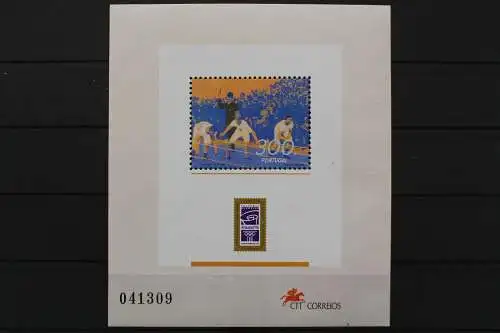 300.
PORTUGAL
041309
CTT CORREIOS